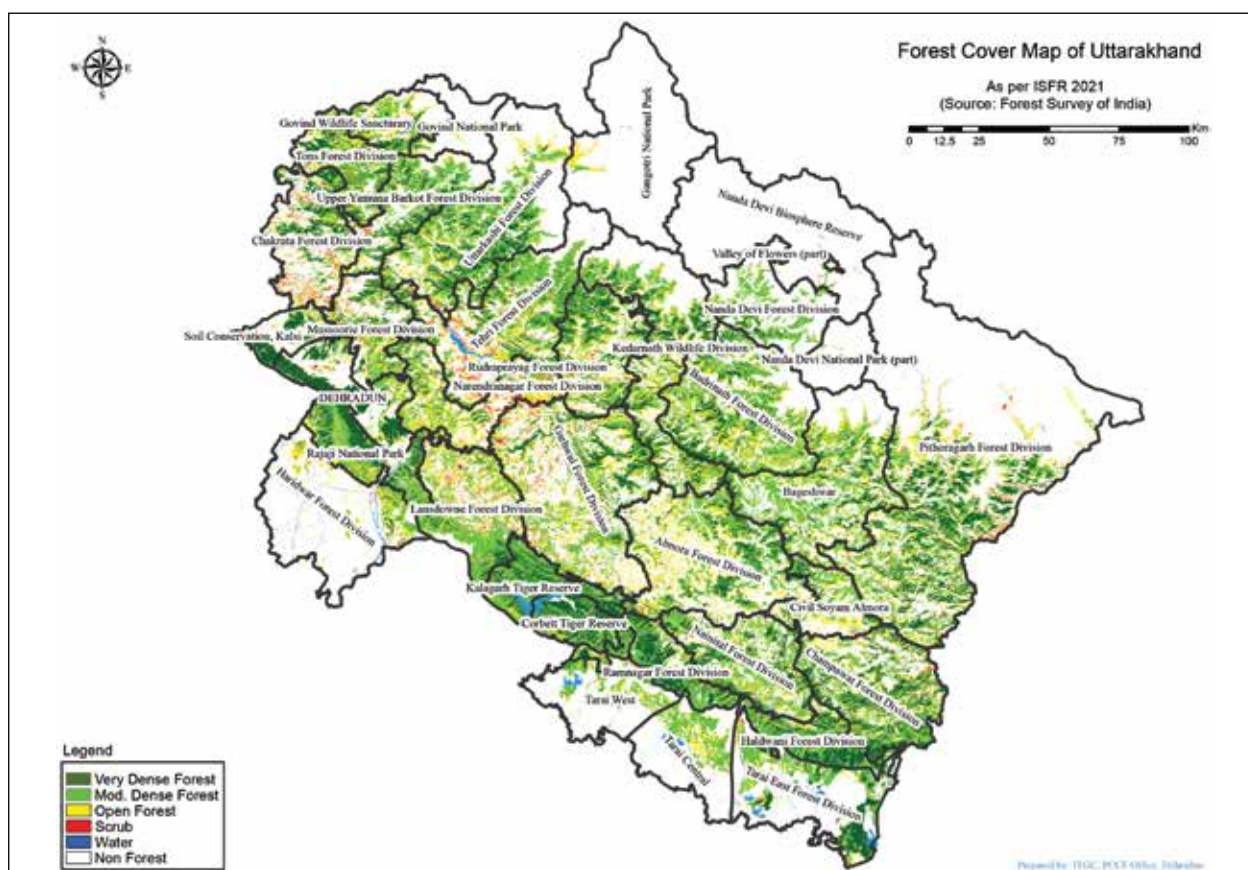 Forest Cover Map of Uttarakhand
As per ISFR 2021
(Source: Forest Survey of India)
Km
0 12.5 25 50 75 100
N
W E
S
Govind Wildlife Sanctuary
Govind National Park
Gangotri National Park
Tons Forest Division
Upper Yamuna Barkot Forest Division
Uttarkashi Forest Division
Nanda Devi Biosphere Reserve
Chakrata Forest Division
Valley of Flowers (part)
Nanda Devi Forest Division
Soil Conservation, Kalsi
Mussoorie Forest Division
Tehri Forest Division
Kedarnath Wildlife Division
Nanda Devi National Park (part)
Rudraprayag Forest Division
Narendranagar Forest Division
Badrinath Forest Division
DEHRADUN
Pithoragarh Forest Division
Rajaji National Park
Garhwal Forest Division
Haridwar Forest Division
Bageshwar
Lansdowne Forest Division
Almora Forest Division
Kalagarh Tiger Reserve
Civil Soyam Almora
Corbett Tiger Reserve
Nainital Forest Division
Champawat Forest Division
Ramnagar Forest Division
Tarai West
Haldwani Forest Division
Tarai Central
Tarai East Forest Division
Legend
Very Dense Forest
Mod. Dense Forest
Open Forest
Scrub
Water
Non Forest
Prepared by: PCCF Office, Dehradun